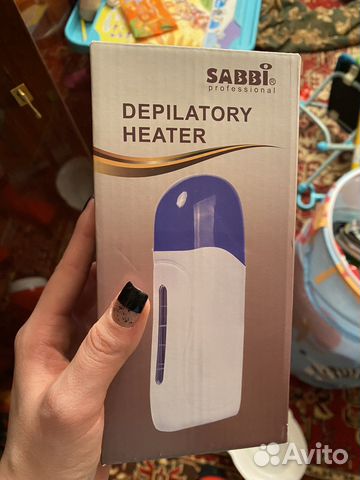 SABBI®
professional
DEPILATORY
HEATER
Avito